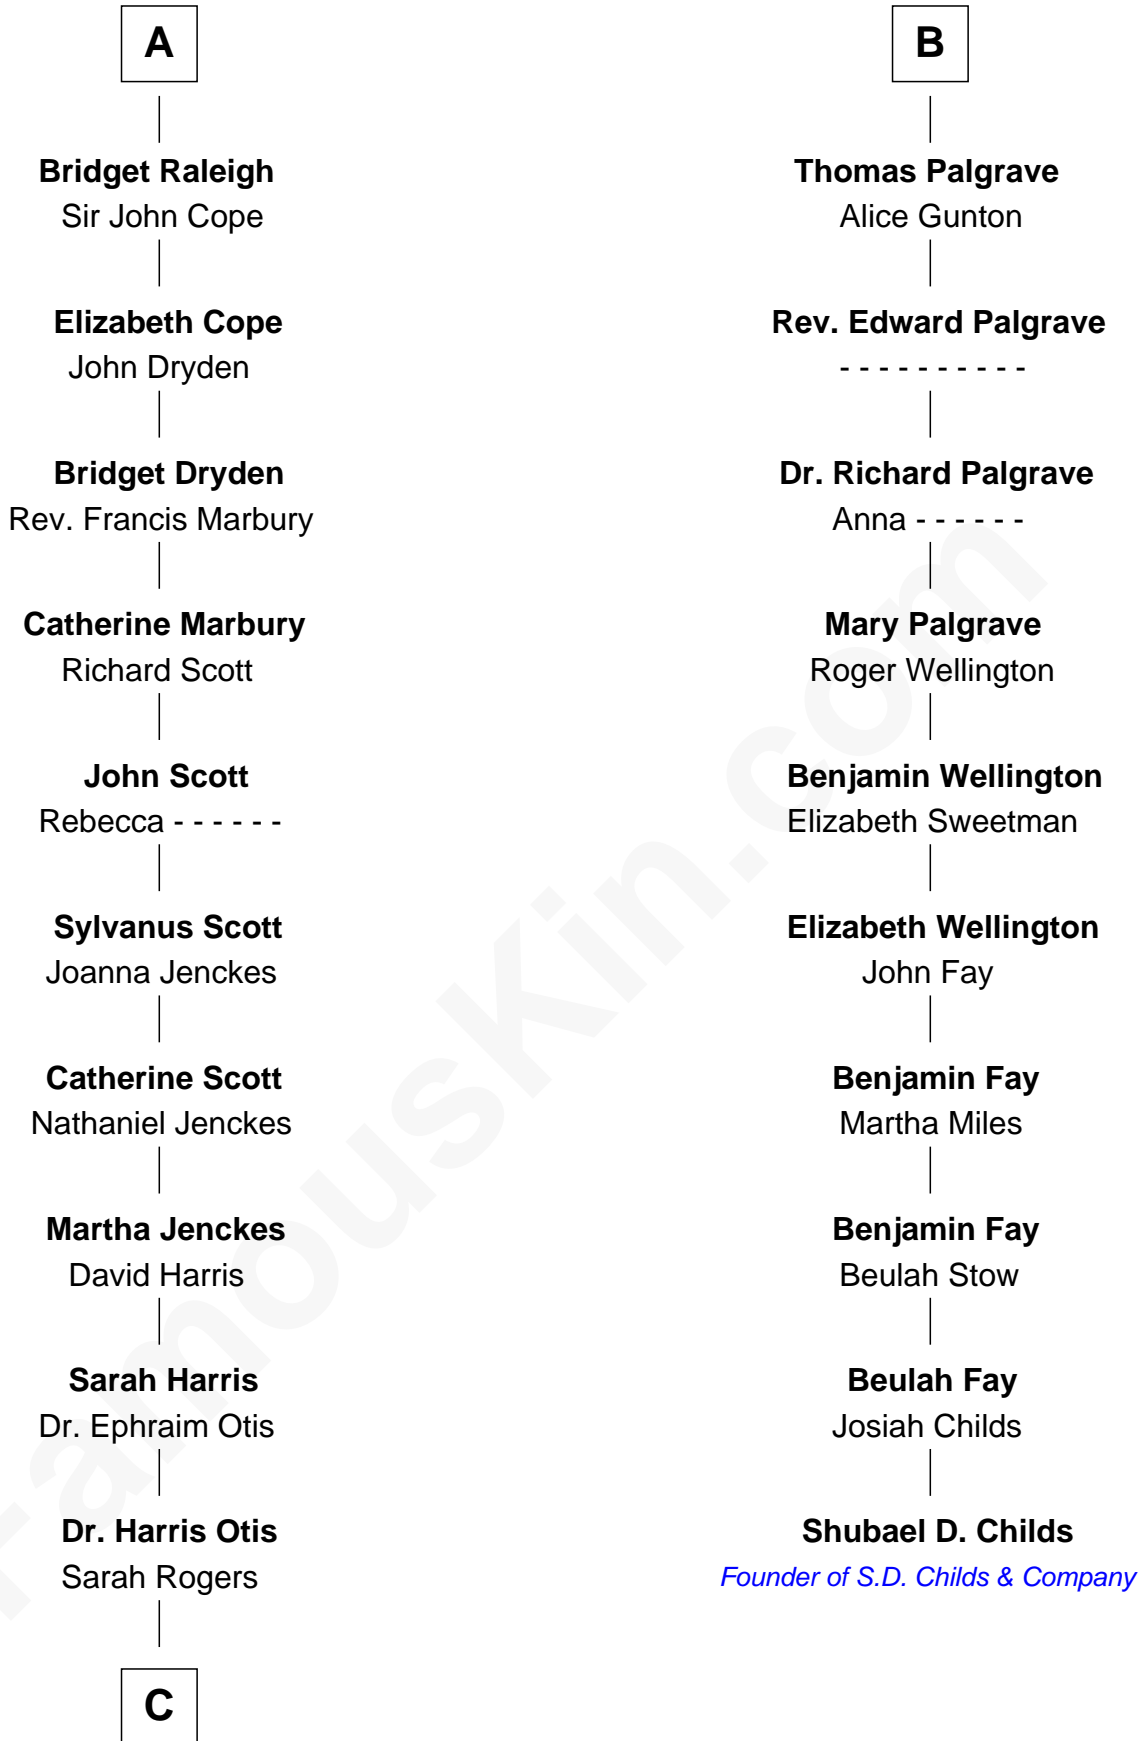 A
Bridget Raleigh
Sir John Cope
Elizabeth Cope
John Dryden
Bridget Dryden
Rev. Francis Marbury
Catherine Marbury
Richard Scott
John Scott
Rebecca - - - - - -
Sylvanus Scott
Joanna Jenckes
Catherine Scott
Nathaniel Jenckes
Martha Jenckes
David Harris
Sarah Harris
Dr. Ephraim Otis
Dr. Harris Otis
Sarah Rogers
C
B
Thomas Palgrave
Alice Gunton
Rev. Edward Palgrave
- - - - - - - - - -
Dr. Richard Palgrave
Anna - - - - - -
Mary Palgrave
Roger Wellington
Benjamin Wellington
Elizabeth Sweetman
Elizabeth Wellington
John Fay
Benjamin Fay
Martha Miles
Benjamin Fay
Beulah Stow
Beulah Fay
Josiah Childs
Shubael D. Childs
Founder of S.D. Childs & Company
FamousKin.com